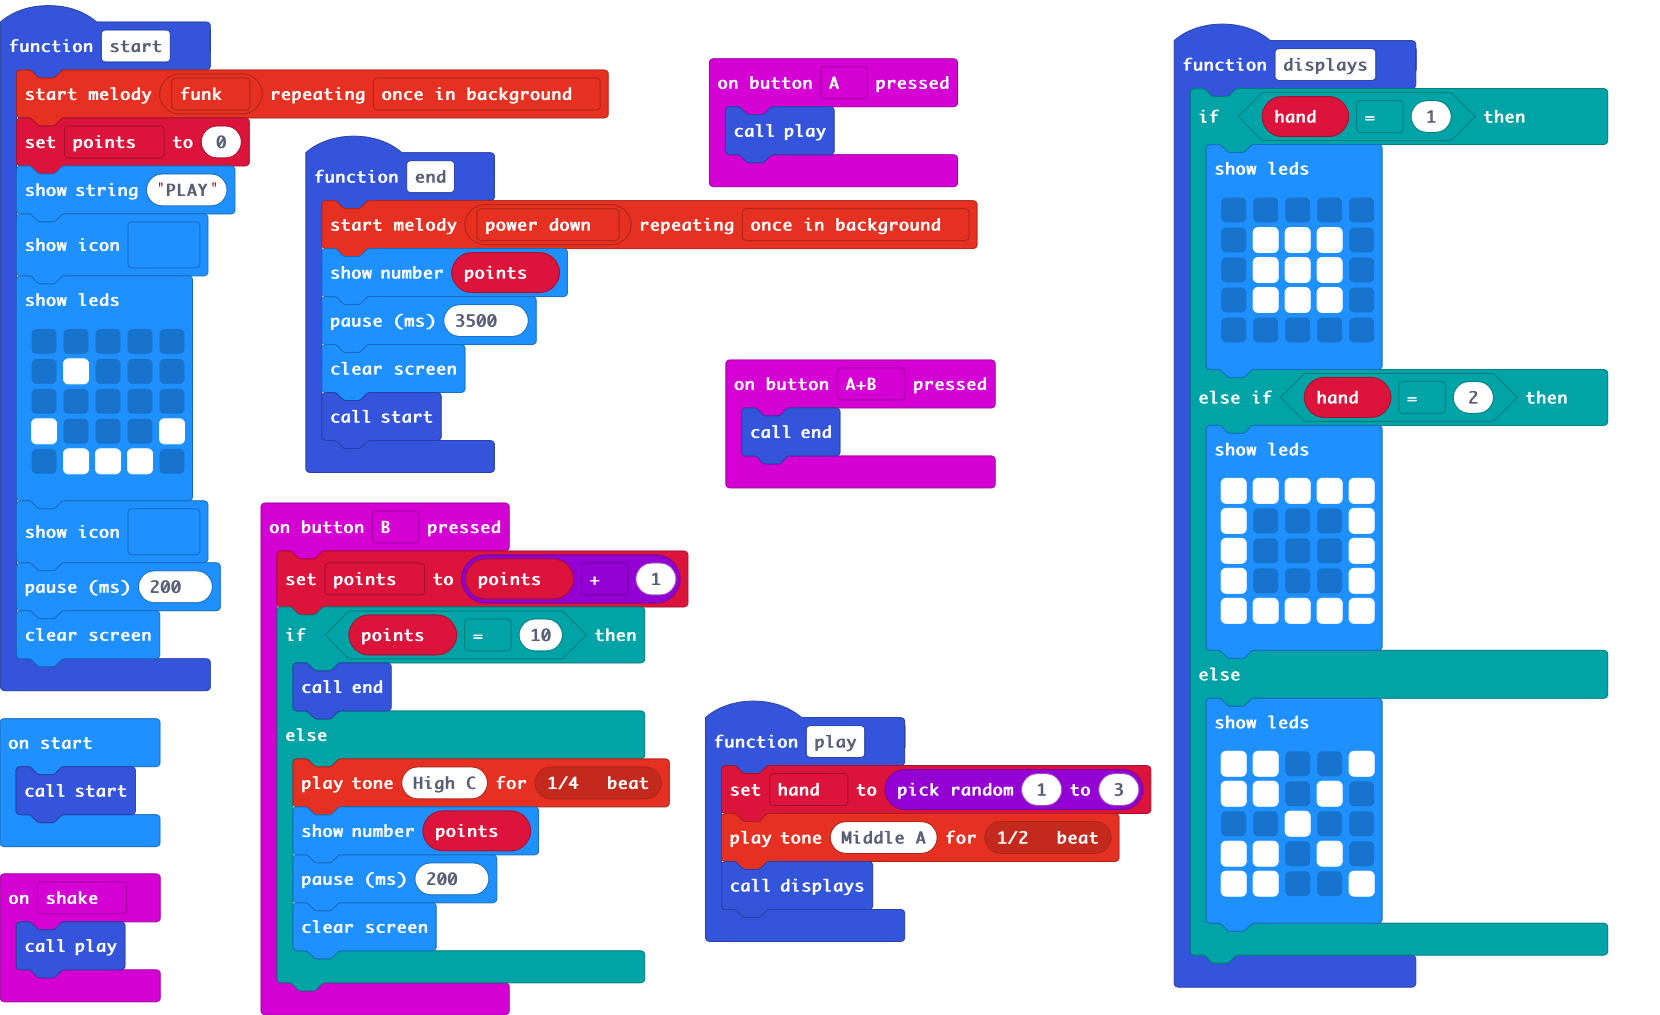 function start
start melody funk repeating once in background
set points to 0
show string "PLAY"
show icon
show leds
show icon
pause (ms) 200
clear screen
on start
call start
on shake
call play
function end
start melody power down repeating once in background
show number points
pause (ms) 3500
clear screen
call start
on button B pressed
set points to points + 1
if points = 10 then
call end
else
play tone High C for 1/4 beat
show number points
pause (ms) 200
clear screen
on button A pressed
call play
on button A+B pressed
call end
function play
set hand to pick random 1 to 3
play tone Middle A for 1/2 beat
call displays
function displays
if hand = 1 then
show leds
else if hand = 2 then
show leds
else
show leds